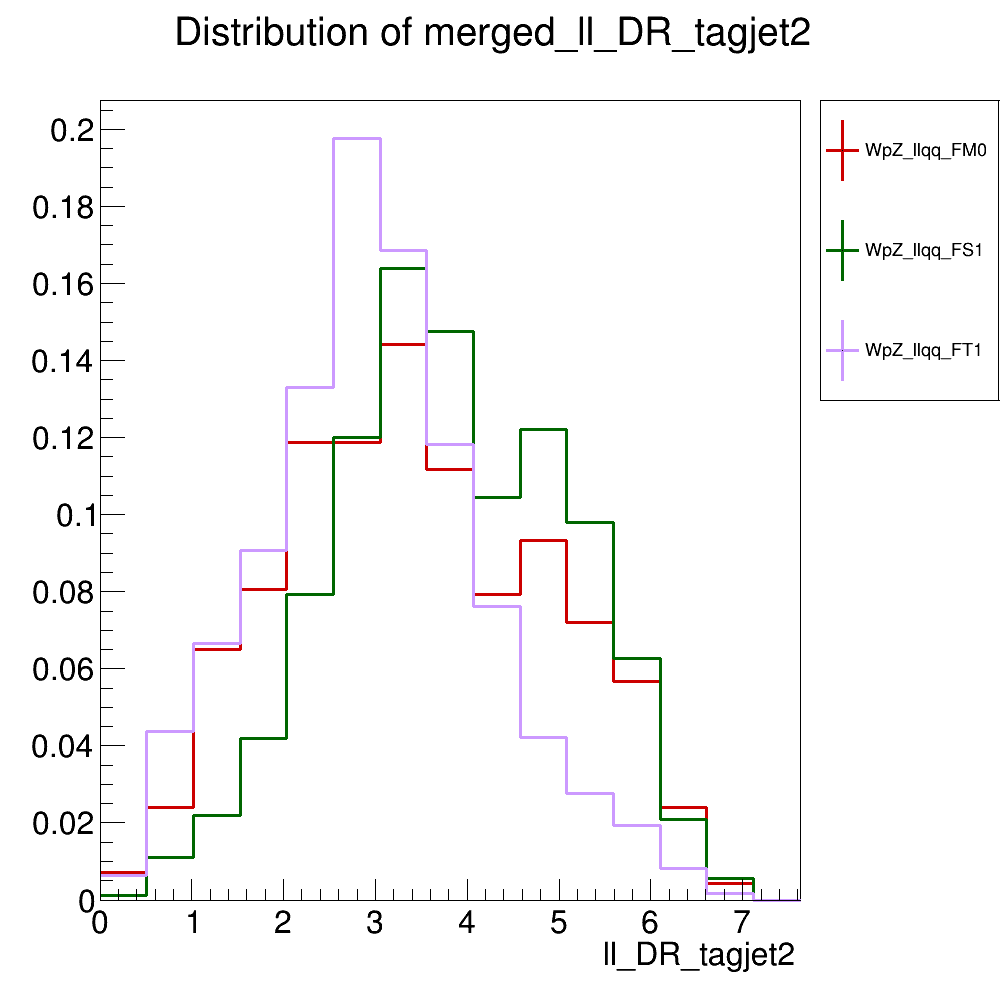 Distribution of merged_ll_DR_tagjet2
0.2
0.18
0.16
0.14
0.12
0.1
0.08
0.06
0.04
0.02
0
0 1 2 3 4 5 6 7
ll_DR_tagjet2
WpZ_llqq_FM0
WpZ_llqq_FS1
WpZ_llqq_FT1